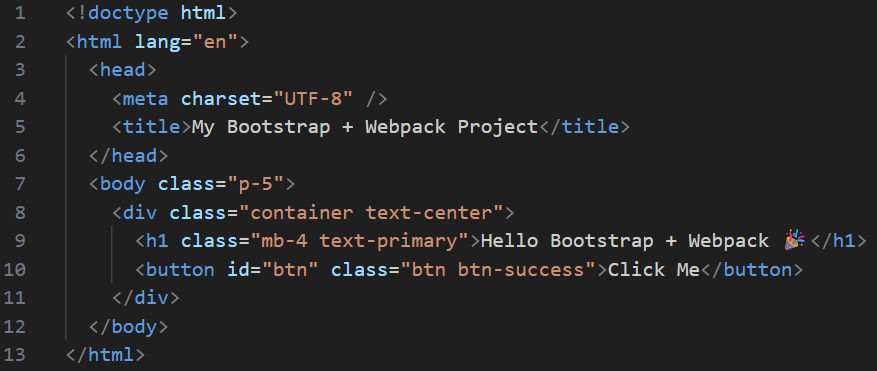 1 <!doctype html>
2 <html lang="en">
3   <head>
4     <meta charset="UTF-8" />
5     <title>My Bootstrap + Webpack Project</title>
6   </head>
7   <body class="p-5">
8     <div class="container text-center">
9       <h1 class="mb-4 text-primary">Hello Bootstrap + Webpack 🎉</h1>
10       <button id="btn" class="btn btn-success">Click Me</button>
11     </div>
12   </body>
13 </html>